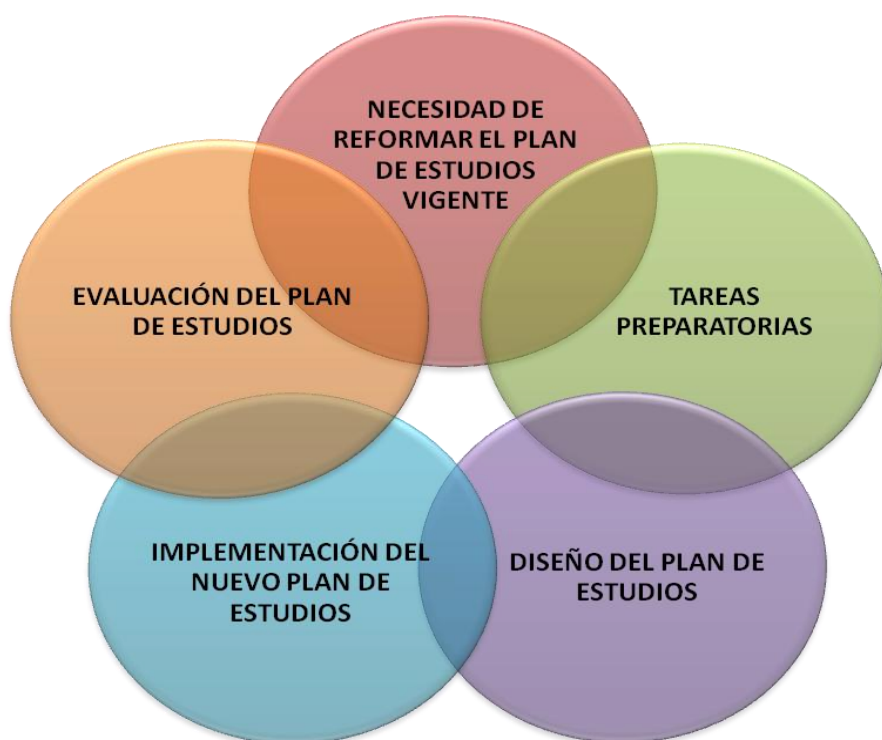 NECESIDAD DE
REFORMAR EL PLAN
DE ESTUDIOS
VIGENTE
TAREAS
PREPARATORIAS
DISEÑO DEL PLAN DE
ESTUDIOS
IMPLEMENTACIÓN DEL
NUEVO PLAN DE
ESTUDIOS
EVALUACIÓN DEL PLAN
DE ESTUDIOS